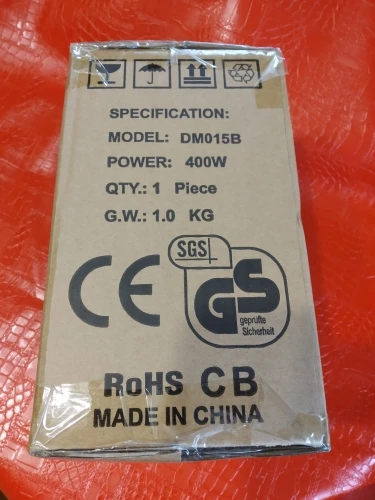 SPECIFICATION:
MODEL: DM015B
POWER: 400W
QTY.: 1 Piece
G.W.: 1.0 KG
SGS
CE
GS
geprüfte
Sicherheit
RoHS CB
MADE IN CHINA